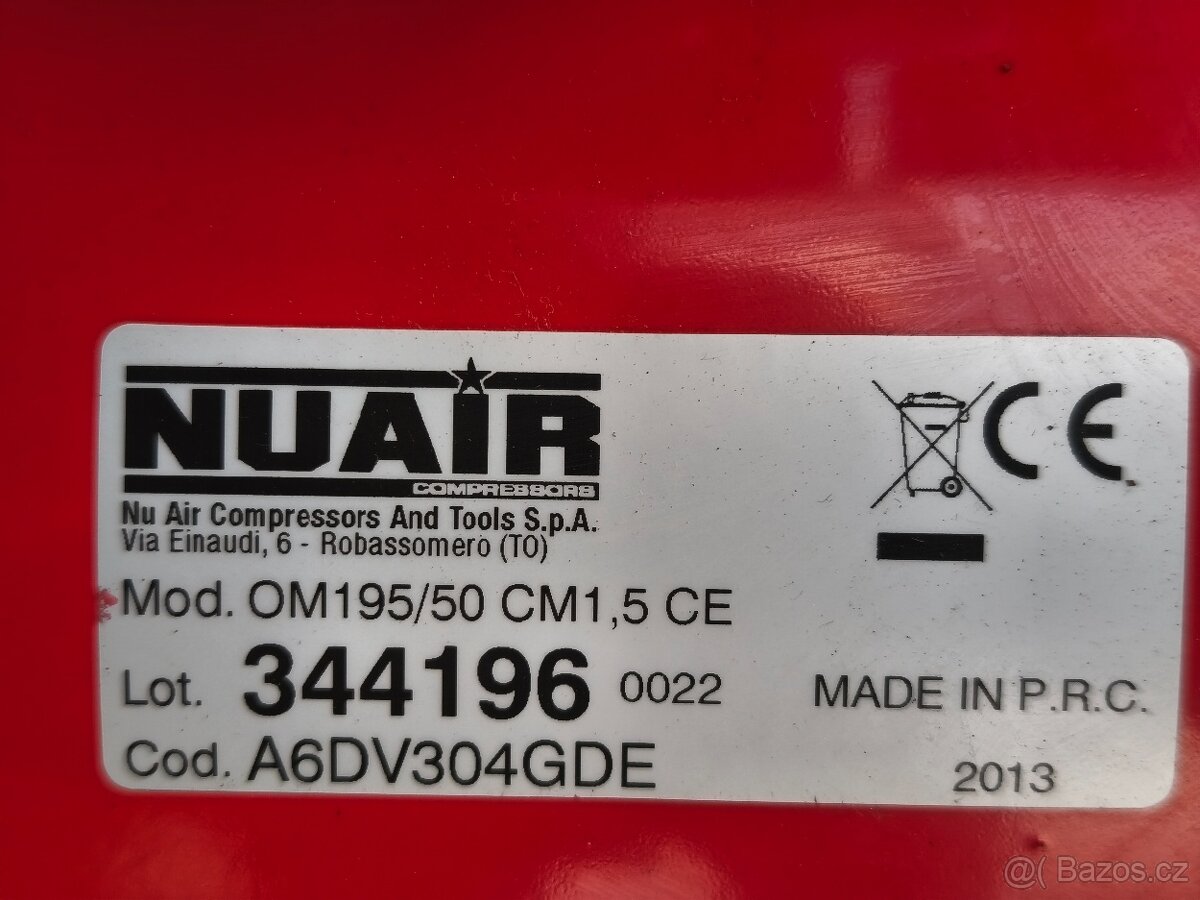 NUAIR
COMPRESSORS
CE
Nu Air Compressors And Tools S.p.A.
Via Einaudi, 6 - Robassomero (TO)
Mod. OM195/50 CM1,5 CE
Lot. 344196 0022
MADE IN P.R.C.
Cod. A6DV304GDE
2013
@( Bazos.cz